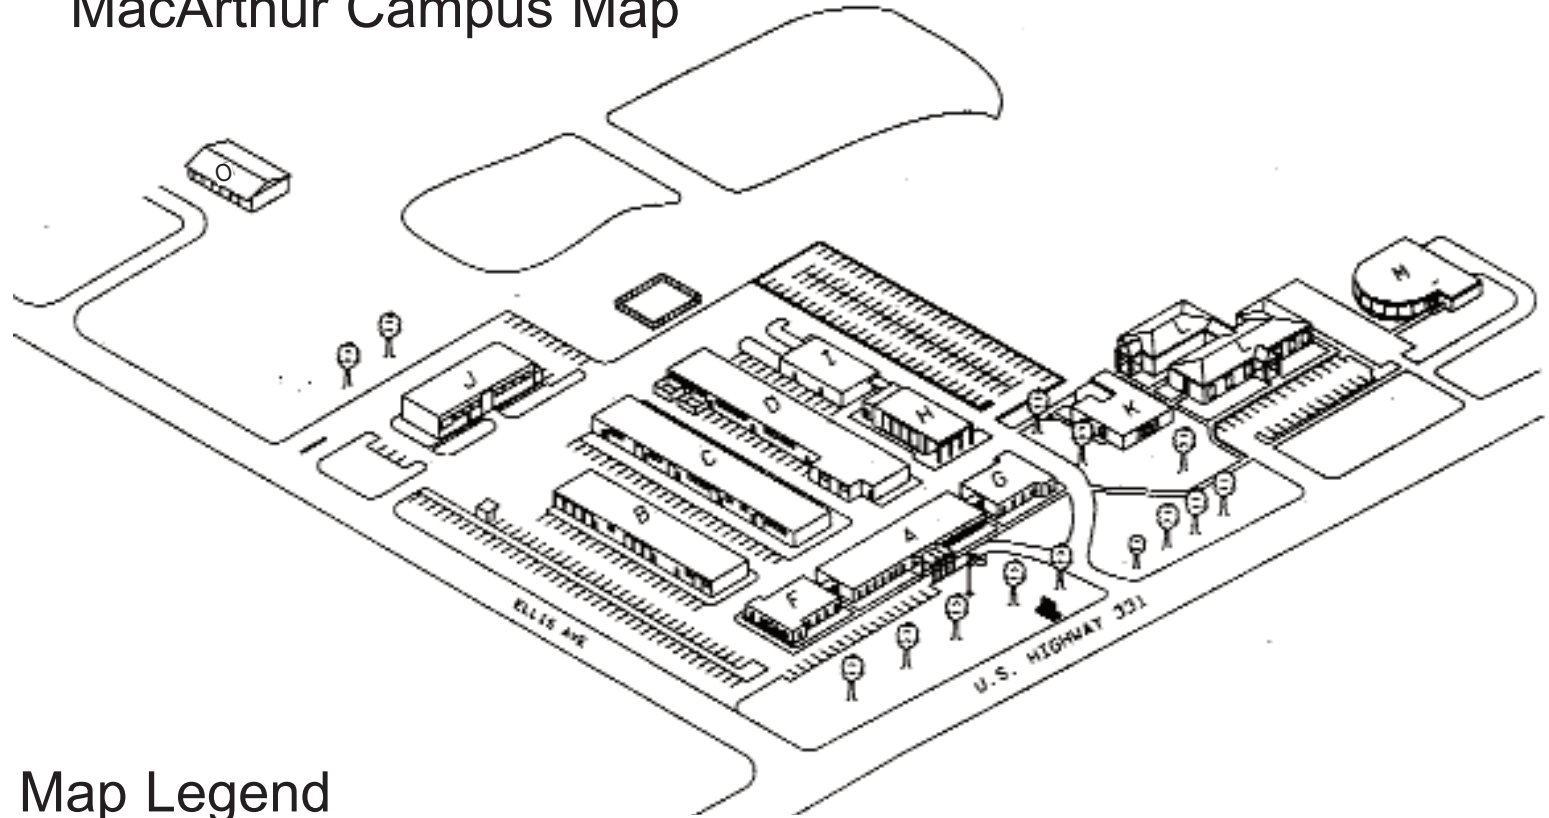 MacArthur Campus Map
O
M
L
L
I
J
K
D
H
C
G
B
A
F
ELLIS AVE
U.S. HIGHWAY 331
Map Legend